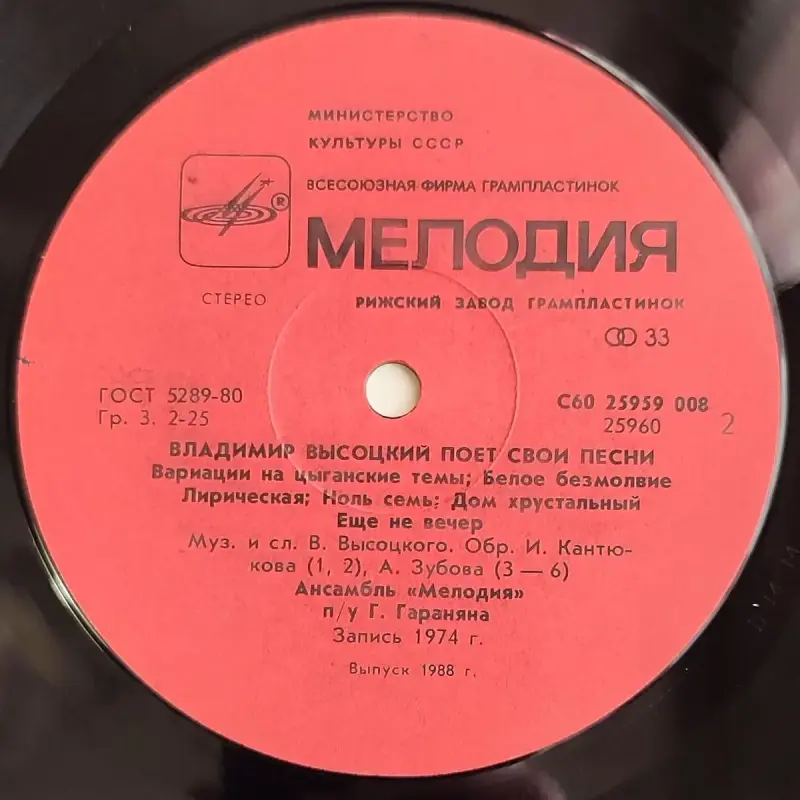 МИНИСТЕРСТВО
КУЛЬТУРЫ СССР
ВСЕСОЮЗНАЯ ФИРМА ГРАМПЛАСТИНОК
®
МЕЛОДИЯ
СТЕРЕО
РИЖСКИЙ ЗАВОД ГРАМПЛАСТИНОК
33
ГОСТ 5289-80
Гр. 3. 2-25
С60 25959 008
25960
2
ВЛАДИМИР ВЫСОЦКИЙ ПОЕТ СВОИ ПЕСНИ
Вариации на цыганские темы; Белое безмолвие
Лирическая; Ноль семь; Дом хрустальный
Еще не вечер
Муз. и сл. В. Высоцкого. Обр. И. Кантю-
кова (1, 2), А. Зубова (3 — 6)
Ансамбль «Мелодия»
п/у Г. Гараняна
Запись 1974 г.
Выпуск 1988 г.